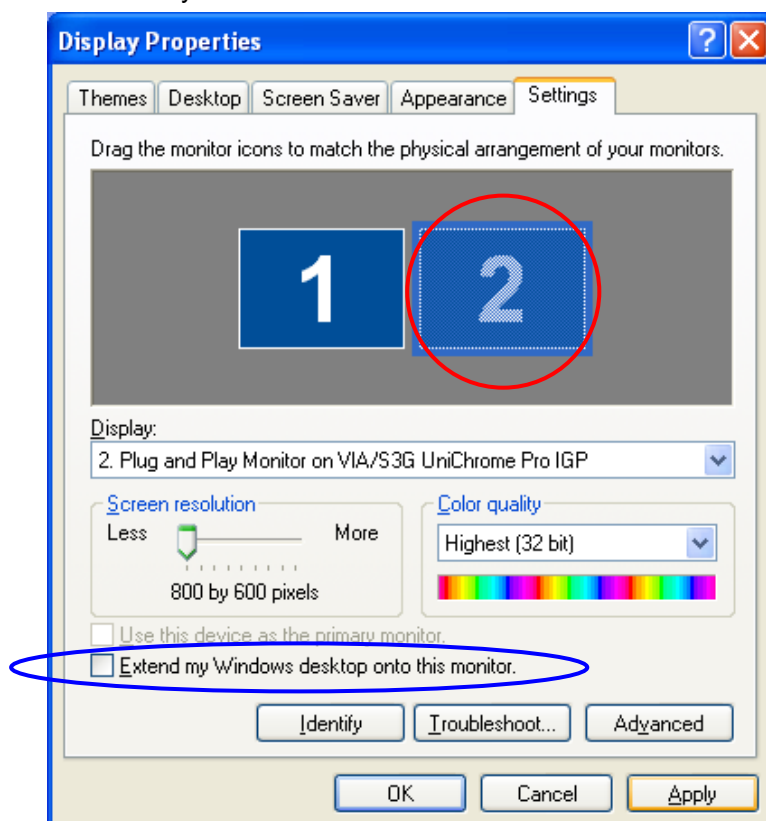 Display Properties
Themes Desktop Screen Saver Appearance Settings
Drag the monitor icons to match the physical arrangement of your monitors.
1 2
Display:
2. Plug and Play Monitor on VIA/S3G UniChrome Pro IGP
Screen resolution Color quality
Less More Highest (32 bit)
800 by 600 pixels
Use this device as the primary monitor.
Extend my Windows desktop onto this monitor.
Identify Troubleshoot... Advanced
OK Cancel Apply